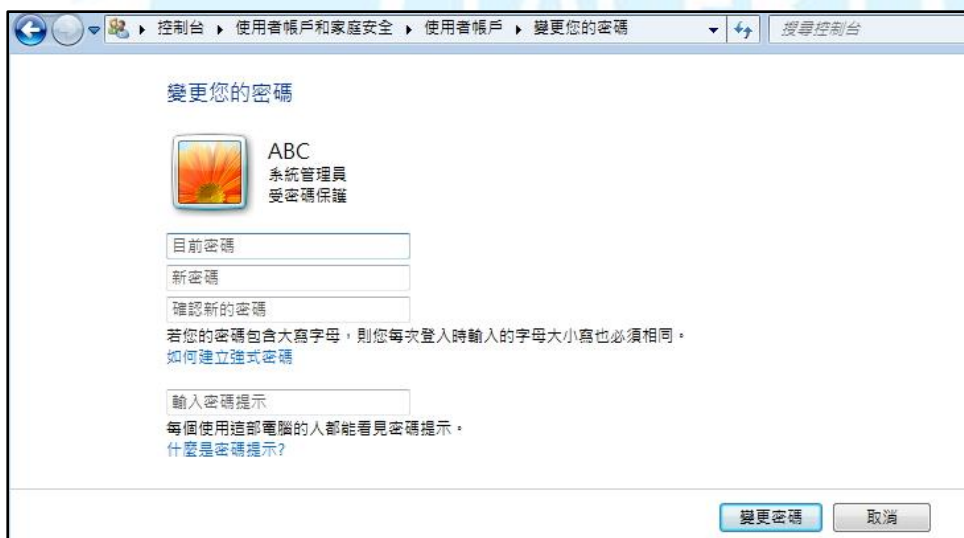 控制台 ▸ 使用者帳戶和家庭安全 ▸ 使用者帳戶 ▸ 變更您的密碼
搜尋控制台
變更您的密碼
ABC
系統管理員
受密碼保護
目前密碼
新密碼
確認新的密碼
若您的密碼包含大寫字母，則您每次登入時輸入的字母大小寫也必須相同。
如何建立強式密碼
輸入密碼提示
每個使用這部電腦的人都能看見密碼提示。
什麼是密碼提示?
變更密碼
取消